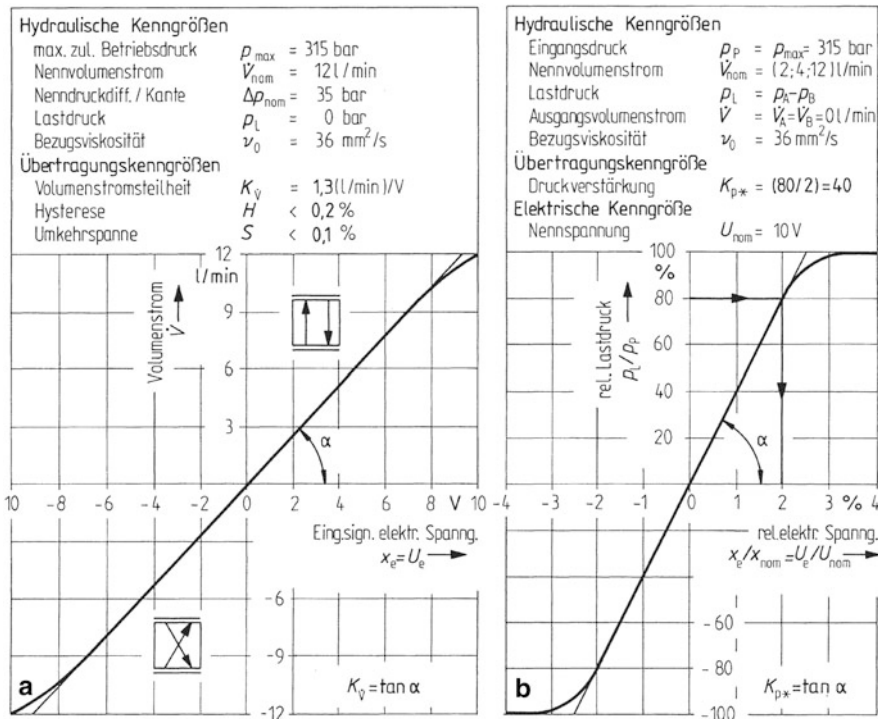 Hydraulische Kenngrößen
max. zul. Betriebsdruck p_max = 315 bar
Nennvolumenstrom V̇_nom = 12 l/min
Nenndruckdiff./Kante Δp_nom = 35 bar
Lastdruck p_l = 0 bar
Bezugsviskosität ν_0 = 36 mm²/s
Übertragungskenngrößen
Volumenstromsteilheit K_V̇ = 1,3(l/min)/V
Hysterese H < 0,2 %
Umkehrspanne S < 0,1 %
12
l/min
9
6
3
Volumenstrom
V̇
α
10 -8 -6 -4 -2 0 2 4 6 V 10
Eing.sign. elektr. Spanng.
x_e = U_e
-6
-9
-12
a
K_V̇ = tan α
Hydraulische Kenngrößen
Eingangsdruck p_P = p_max = 315 bar
Nennvolumenstrom V̇_nom = (2;4;12) l/min
Lastdruck p_L = p_A - p_B
Ausgangsvolumenstrom V̇ = V̇_A = V̇_B = 0 l/min
Bezugsviskosität ν_0 = 36 mm²/s
Übertragungskenngröße
Druckverstärkung K_p* = (80/2) = 40
Elektrische Kenngröße
Nennspannung U_nom = 10 V
100
%
80
60
40
20
rel. Lastdruck
p_l/p_P
α
-4 -3 -2 -1 0 1 2 % 4
rel. elektr. Spanng.
x_e/x_nom = U_e/U_nom
-60
-80
-100
b
K_p* = tan α